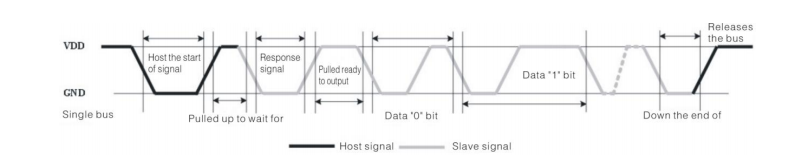 Releases
the bus
VDD
Host the start
of signal
Response
signal
Pulled ready
to output
Data "1" bit
GND
Single bus
Pulled up to wait for
Data "0" bit
Down the end of
Host signal
Slave signal